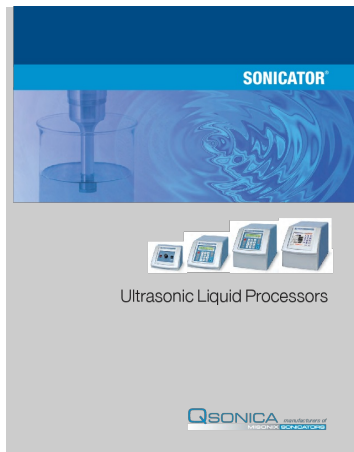 SONICATOR®
Ultrasonic Liquid Processors
QSONICA manufacturers of
MISONIX SONICATORS